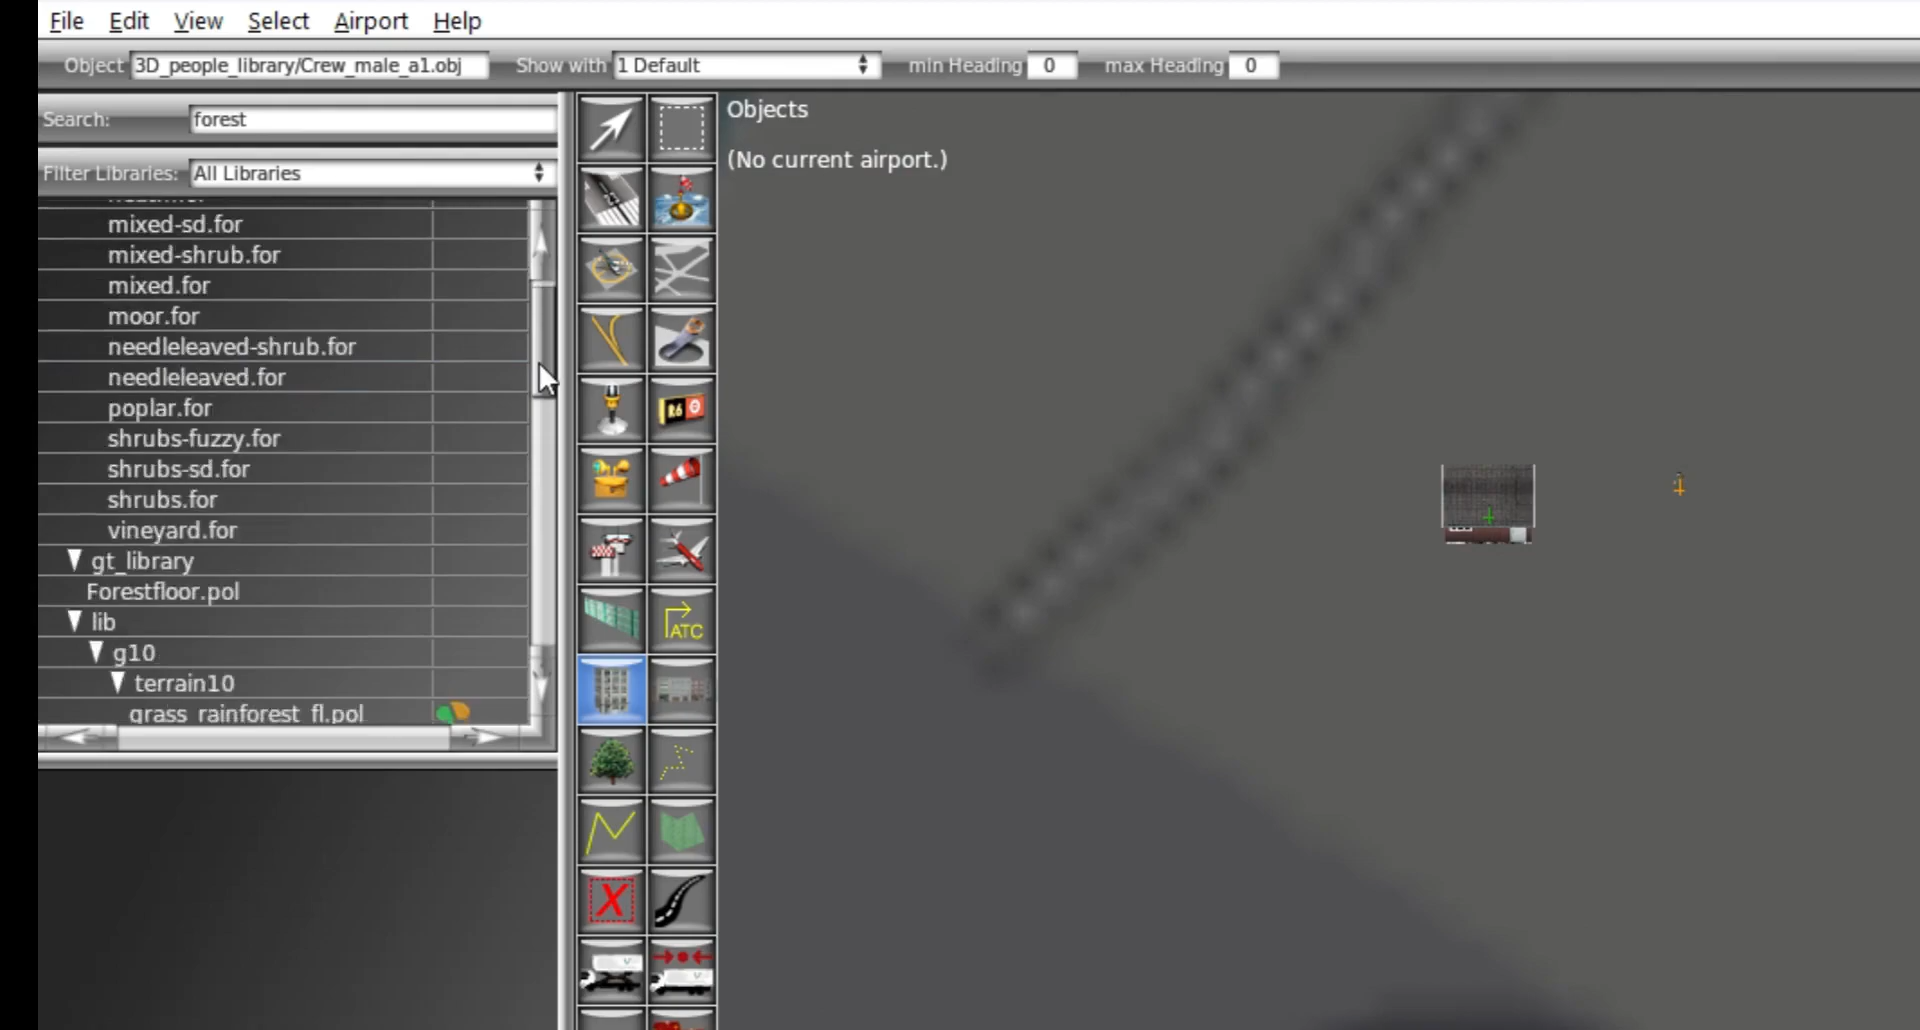 File Edit View Select Airport Help
Object 3D_people_library/Crew_male_a1.obj Show with 1 Default min Heading 0 max Heading 0
Search: forest
Filter Libraries: All Libraries
mixed-sd.for
mixed-shrub.for
mixed.for
moor.for
needleleaved-shrub.for
needleleaved.for
poplar.for
shrubs-fuzzy.for
shrubs-sd.for
shrubs.for
vineyard.for
gt_library
Forestfloor.pol
lib
g10
terrain10
grass_rainforest_fl.pol
23
R6
ATC
X
Objects
(No current airport.)